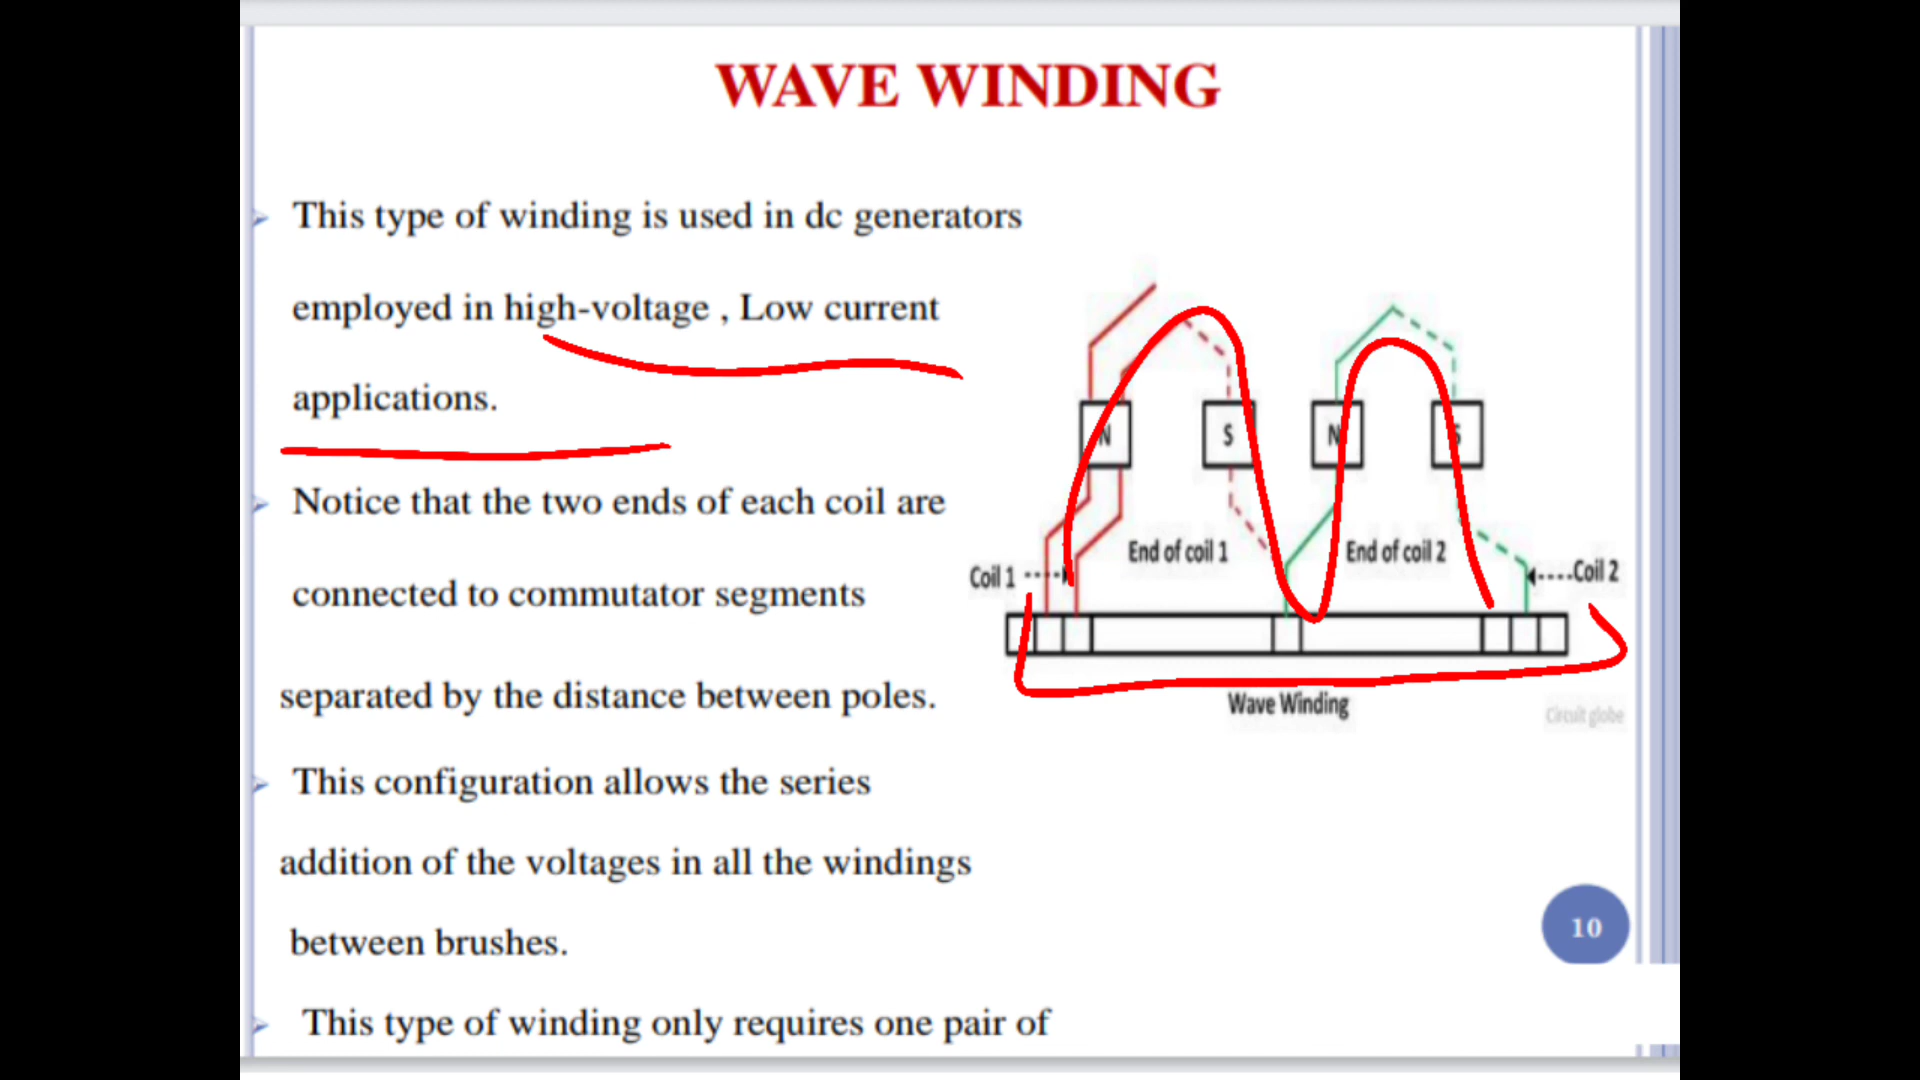 WAVE WINDING
This type of winding is used in dc generators
employed in high-voltage , Low current
applications.
Notice that the two ends of each coil are
connected to commutator segments
separated by the distance between poles.
This configuration allows the series
addition of the voltages in all the windings
between brushes.
This type of winding only requires one pair of
N S N S
End of coil 1 End of coil 2
Coil 1 Coil 2
Wave Winding
Circuit globe
10